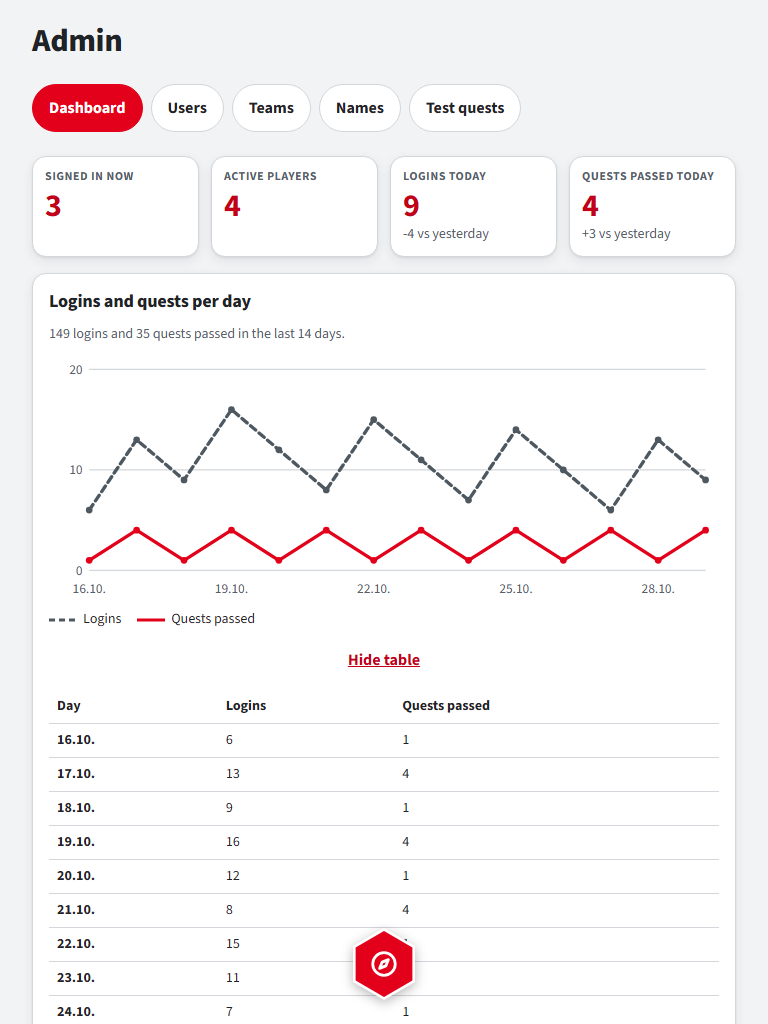 Admin
Dashboard Users Teams Names Test quests
SIGNED IN NOW ACTIVE PLAYERS LOGINS TODAY QUESTS PASSED TODAY
3 4 9 4
-4 vs yesterday +3 vs yesterday
Logins and quests per day
149 logins and 35 quests passed in the last 14 days.
20
10
0
16.10. 19.10. 22.10. 25.10. 28.10.
Logins Quests passed
Hide table
Day Logins Quests passed
16.10. 6 1
17.10. 13 4
18.10. 9 1
19.10. 16 4
20.10. 12 1
21.10. 8 4
22.10. 15
23.10. 11
24.10. 7 1